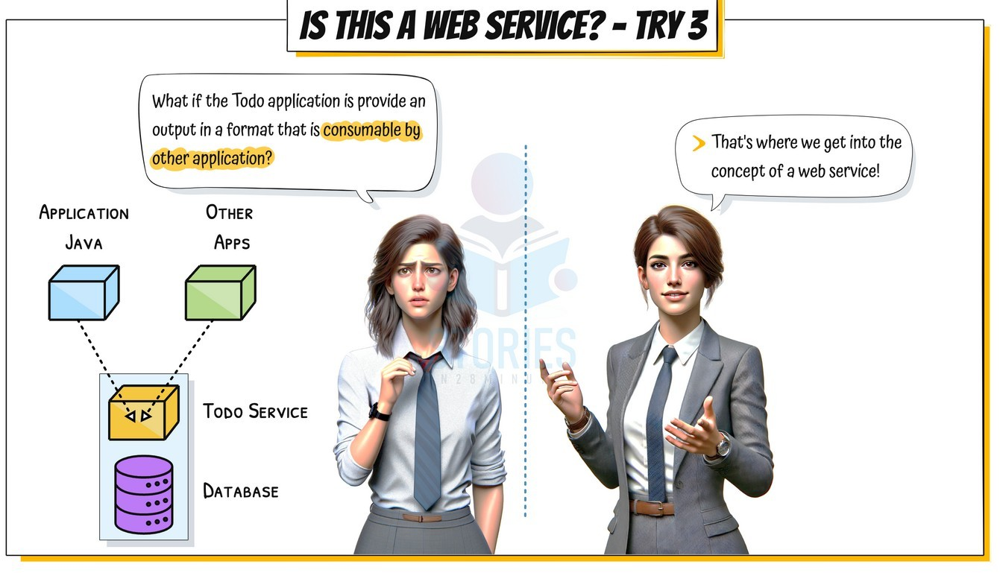 IS THIS A WEB SERVICE? - TRY 3
What if the Todo application is provide an
output in a format that is consumable by
other application?
That's where we get into the
concept of a web service!
APPLICATION
JAVA
OTHER
APPS
TODO SERVICE
DATABASE
STORIES